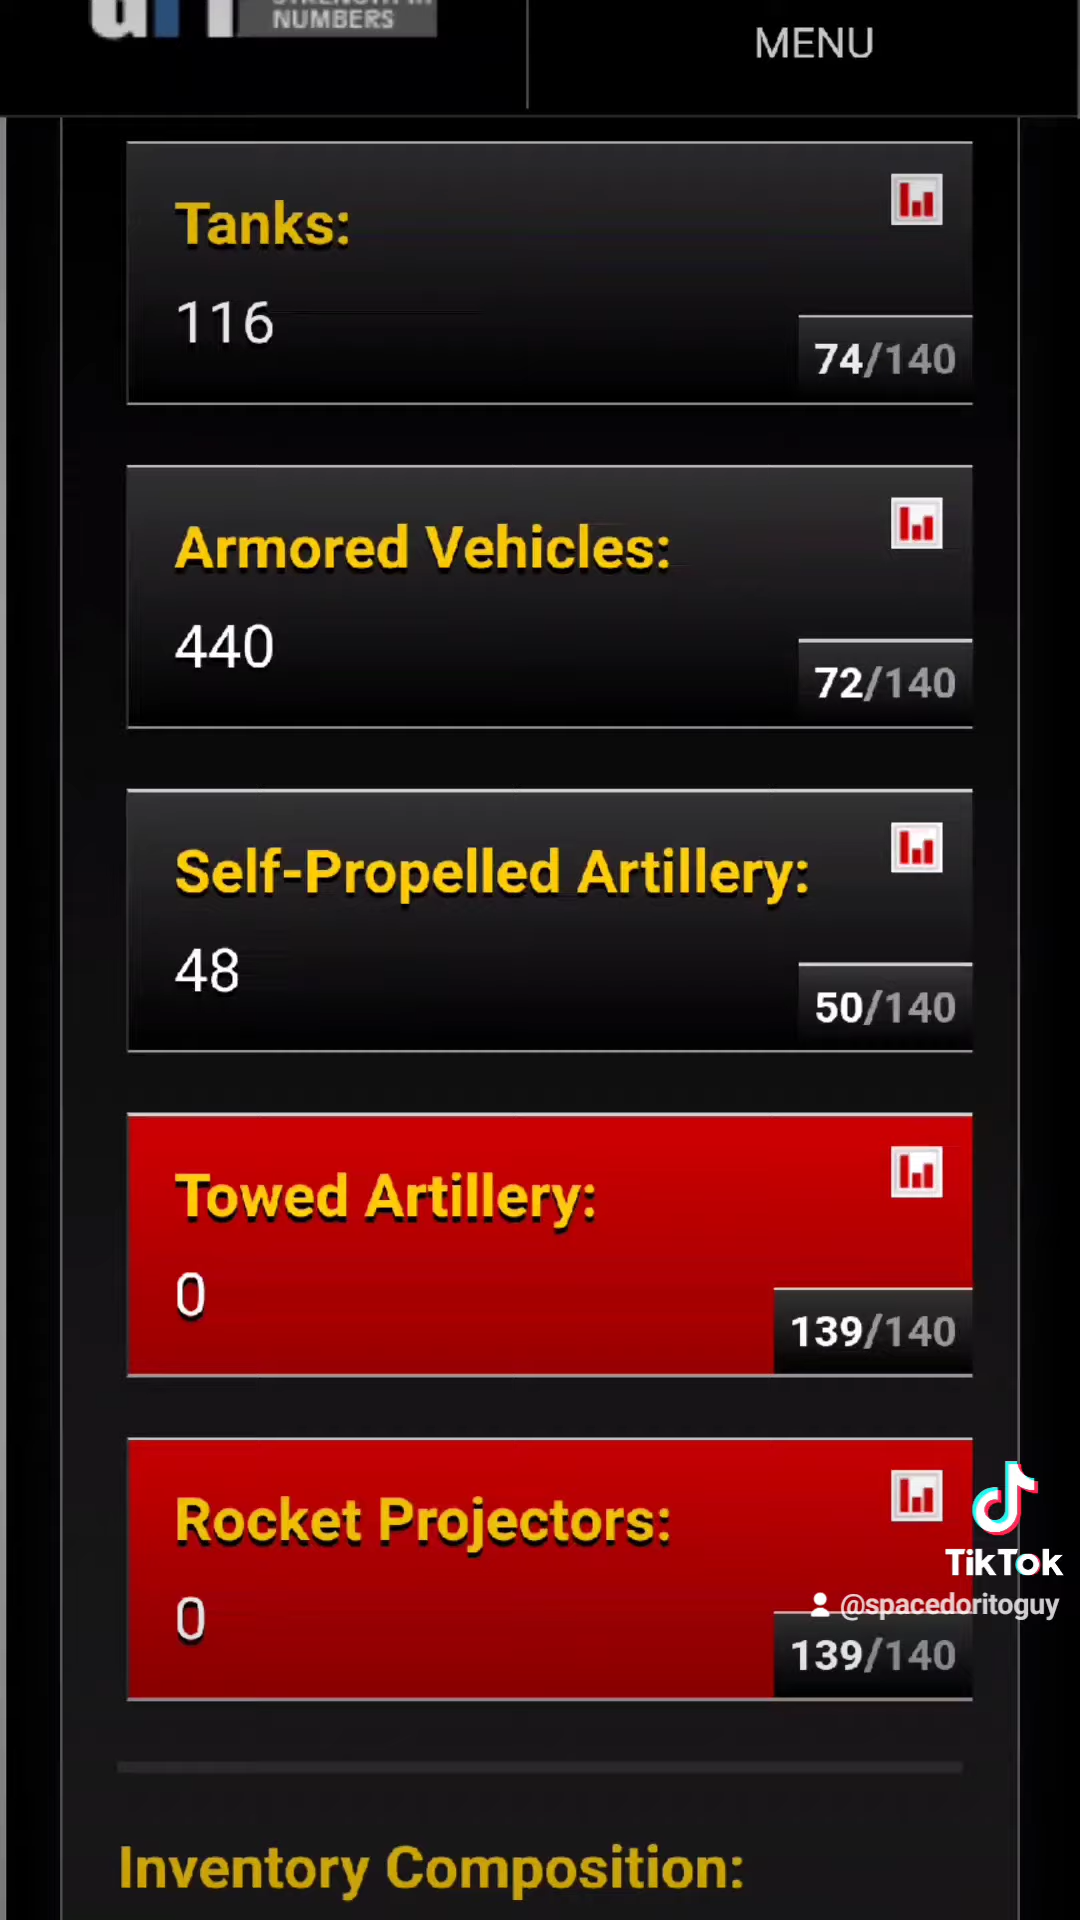 NUMBERS
MENU
Tanks:
116
74/140
Armored Vehicles:
440
72/140
Self-Propelled Artillery:
48
50/140
Towed Artillery:
0
139/140
Rocket Projectors:
0
139/140
TikTok
@spacedoritoguy
Inventory Composition: